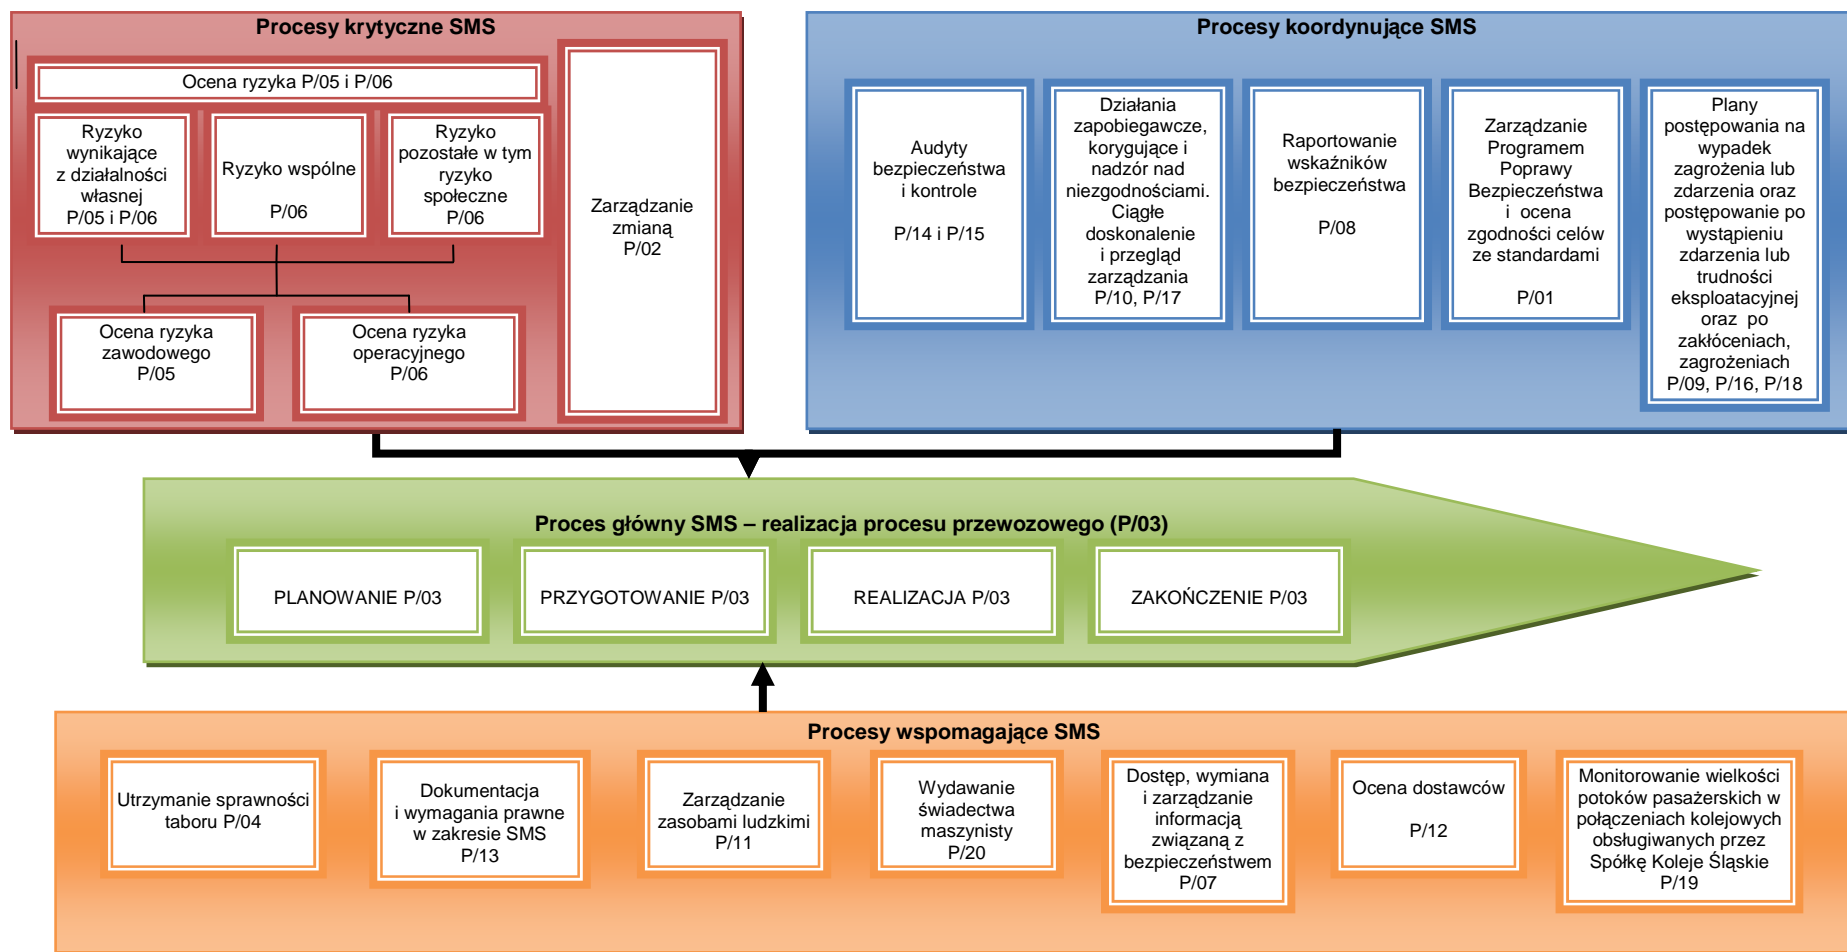 Procesy krytyczne SMS
Ocena ryzyka P/05 i P/06
Ryzyko
wynikające
z działalności
własnej
P/05 i P/06
Ryzyko wspólne
P/06
Ryzyko
pozostałe w tym
ryzyko
społeczne
P/06
Zarządzanie
zmianą
P/02
Ocena ryzyka
zawodowego
P/05
Ocena ryzyka
operacyjnego
P/06
Procesy koordynujące SMS
Audyty
bezpieczeństwa
i kontrole
P/14 i P/15
Działania
zapobiegawcze,
korygujące i
nadzór nad
niezgodnościami.
Ciągłe
doskonalenie
i przegląd
zarządzania
P/10, P/17
Raportowanie
wskaźników
bezpieczeństwa
P/08
Zarządzanie
Programem
Poprawy
Bezpieczeństwa
i ocena
zgodności celów
ze standardami
P/01
Plany
postępowania na
wypadek
zagrożenia lub
zdarzenia oraz
postępowanie po
wystąpieniu
zdarzenia lub
trudności
eksploatacyjnej
oraz po
zakłóceniach,
zagrożeniach
P/09, P/16, P/18
Proces główny SMS – realizacja procesu przewozowego (P/03)
PLANOWANIE P/03
PRZYGOTOWANIE P/03
REALIZACJA P/03
ZAKOŃCZENIE P/03
Procesy wspomagające SMS
Utrzymanie sprawności
taboru P/04
Dokumentacja
i wymagania prawne
w zakresie SMS
P/13
Zarządzanie
zasobami ludzkimi
P/11
Wydawanie
świadectwa
maszynisty
P/20
Dostęp, wymiana
i zarządzanie
informacją
związaną z
bezpieczeństwem
P/07
Ocena dostawców
P/12
Monitorowanie wielkości
potoków pasażerskich w
połączeniach kolejowych
obsługiwanych przez
Spółkę Koleje Śląskie
P/19